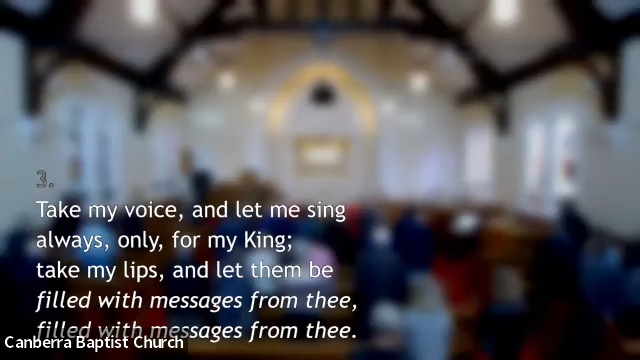 3.
Take my voice, and let me sing
always, only, for my King;
take my lips, and let them be
filled with messages from thee,
filled with messages from thee.
Canberra Baptist Church